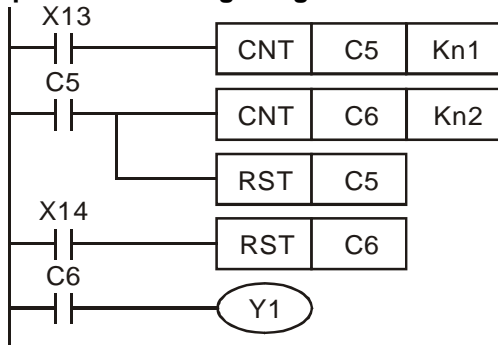 X13
CNT C5 Kn1
C5
CNT C6 Kn2
RST C5
X14
RST C6
C6
Y1